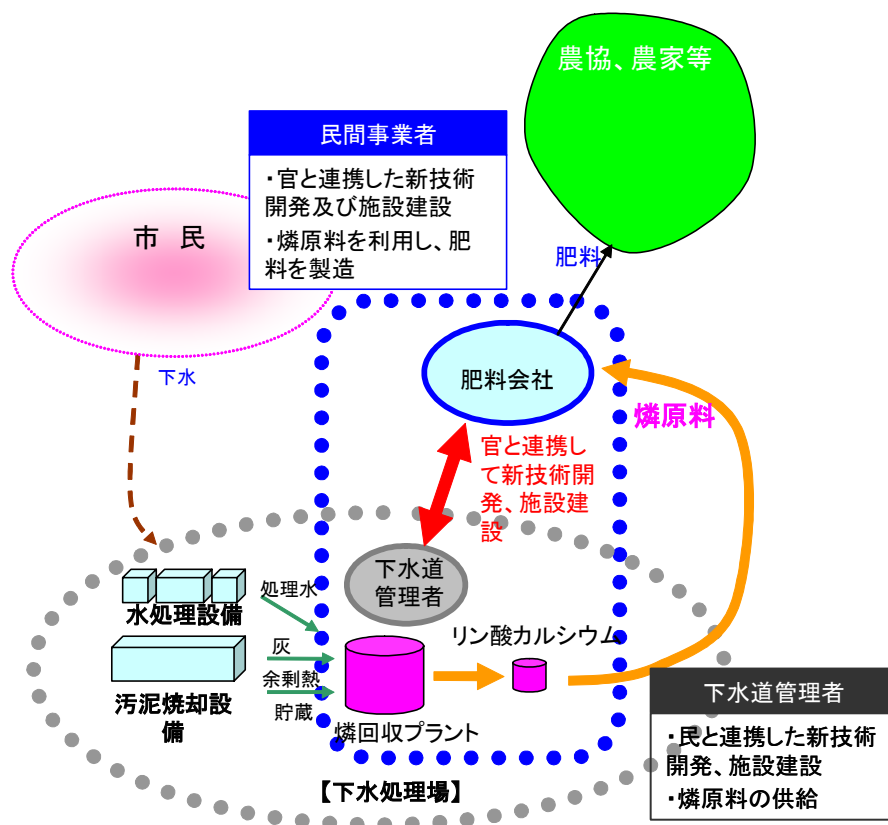 農協、農家等
民間事業者
・官と連携した新技術
開発及び施設建設
・燐原料を利用し、肥
料を製造
市 民
肥料
下水
肥料会社
燐原料
官と連携し
て新技術開
発、施設建
設
下水道
管理者
処理水
水処理設備
灰
余剰熱
貯蔵
汚泥焼却設
備
リン酸カルシウム
燐回収プラント
【下水処理場】
下水道管理者
・民と連携した新技術
開発、施設建設
・燐原料の供給